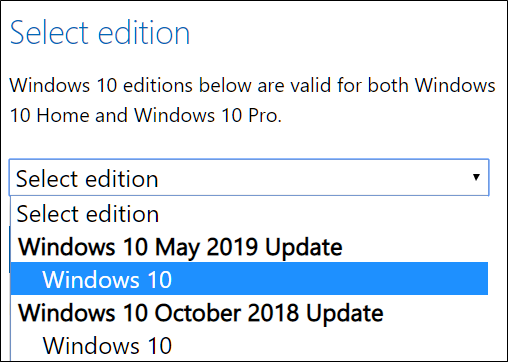 Select edition
Windows 10 editions below are valid for both Windows
10 Home and Windows 10 Pro.
Select edition
Select edition
Windows 10 May 2019 Update
Windows 10
Windows 10 October 2018 Update
Windows 10